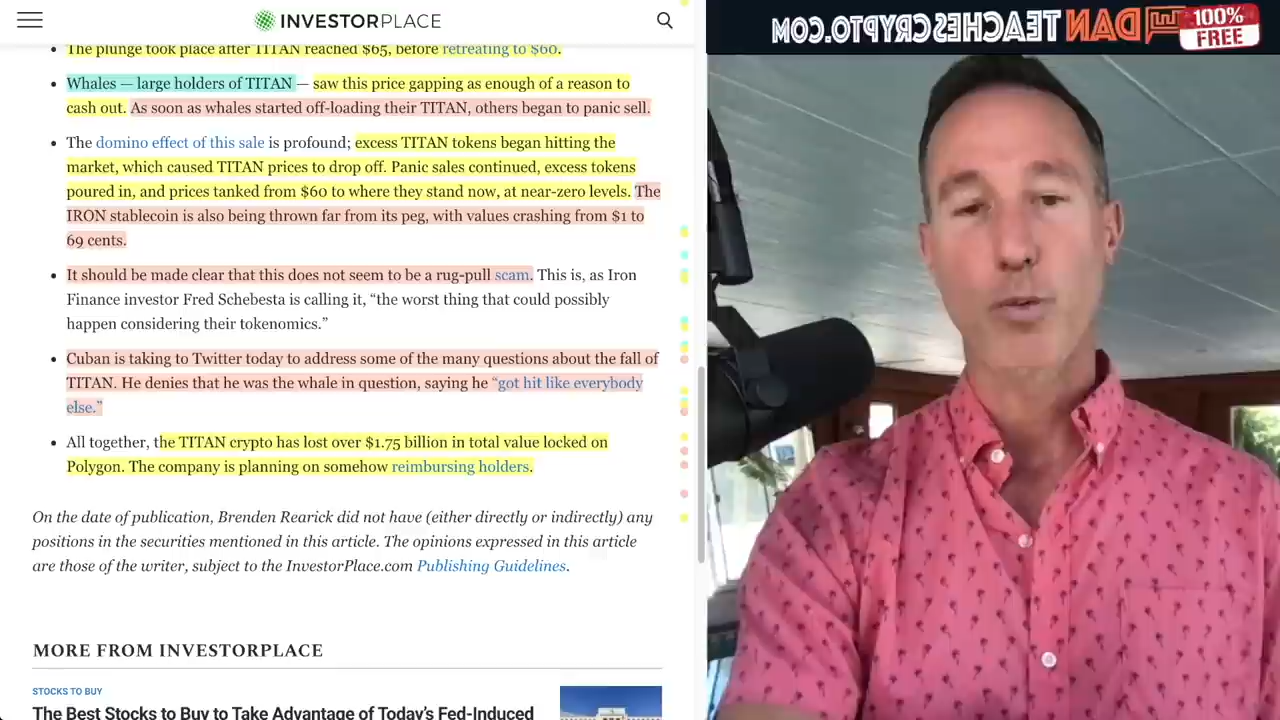 INVESTORPLACE
The plunge took place after TITAN reached $65, before retreating to $60.
Whales — large holders of TITAN — saw this price gapping as enough of a reason to
cash out. As soon as whales started off-loading their TITAN, others began to panic sell.
The domino effect of this sale is profound; excess TITAN tokens began hitting the
market, which caused TITAN prices to drop off. Panic sales continued, excess tokens
poured in, and prices tanked from $60 to where they stand now, at near-zero levels. The
IRON stablecoin is also being thrown far from its peg, with values crashing from $1 to
69 cents.
It should be made clear that this does not seem to be a rug-pull scam. This is, as Iron
Finance investor Fred Schebesta is calling it, “the worst thing that could possibly
happen considering their tokenomics.”
Cuban is taking to Twitter today to address some of the many questions about the fall of
TITAN. He denies that he was the whale in question, saying he “got hit like everybody
else.”
All together, the TITAN crypto has lost over $1.75 billion in total value locked on
Polygon. The company is planning on somehow reimbursing holders.
On the date of publication, Brenden Rearick did not have (either directly or indirectly) any
positions in the securities mentioned in this article. The opinions expressed in this article
are those of the writer, subject to the InvestorPlace.com Publishing Guidelines.
MORE FROM INVESTORPLACE
STOCKS TO BUY
The Best Stocks to Buy to Take Advantage of Today’s Fed-Induced
DAN TEACHESCRYPTO.COM
100%
FREE